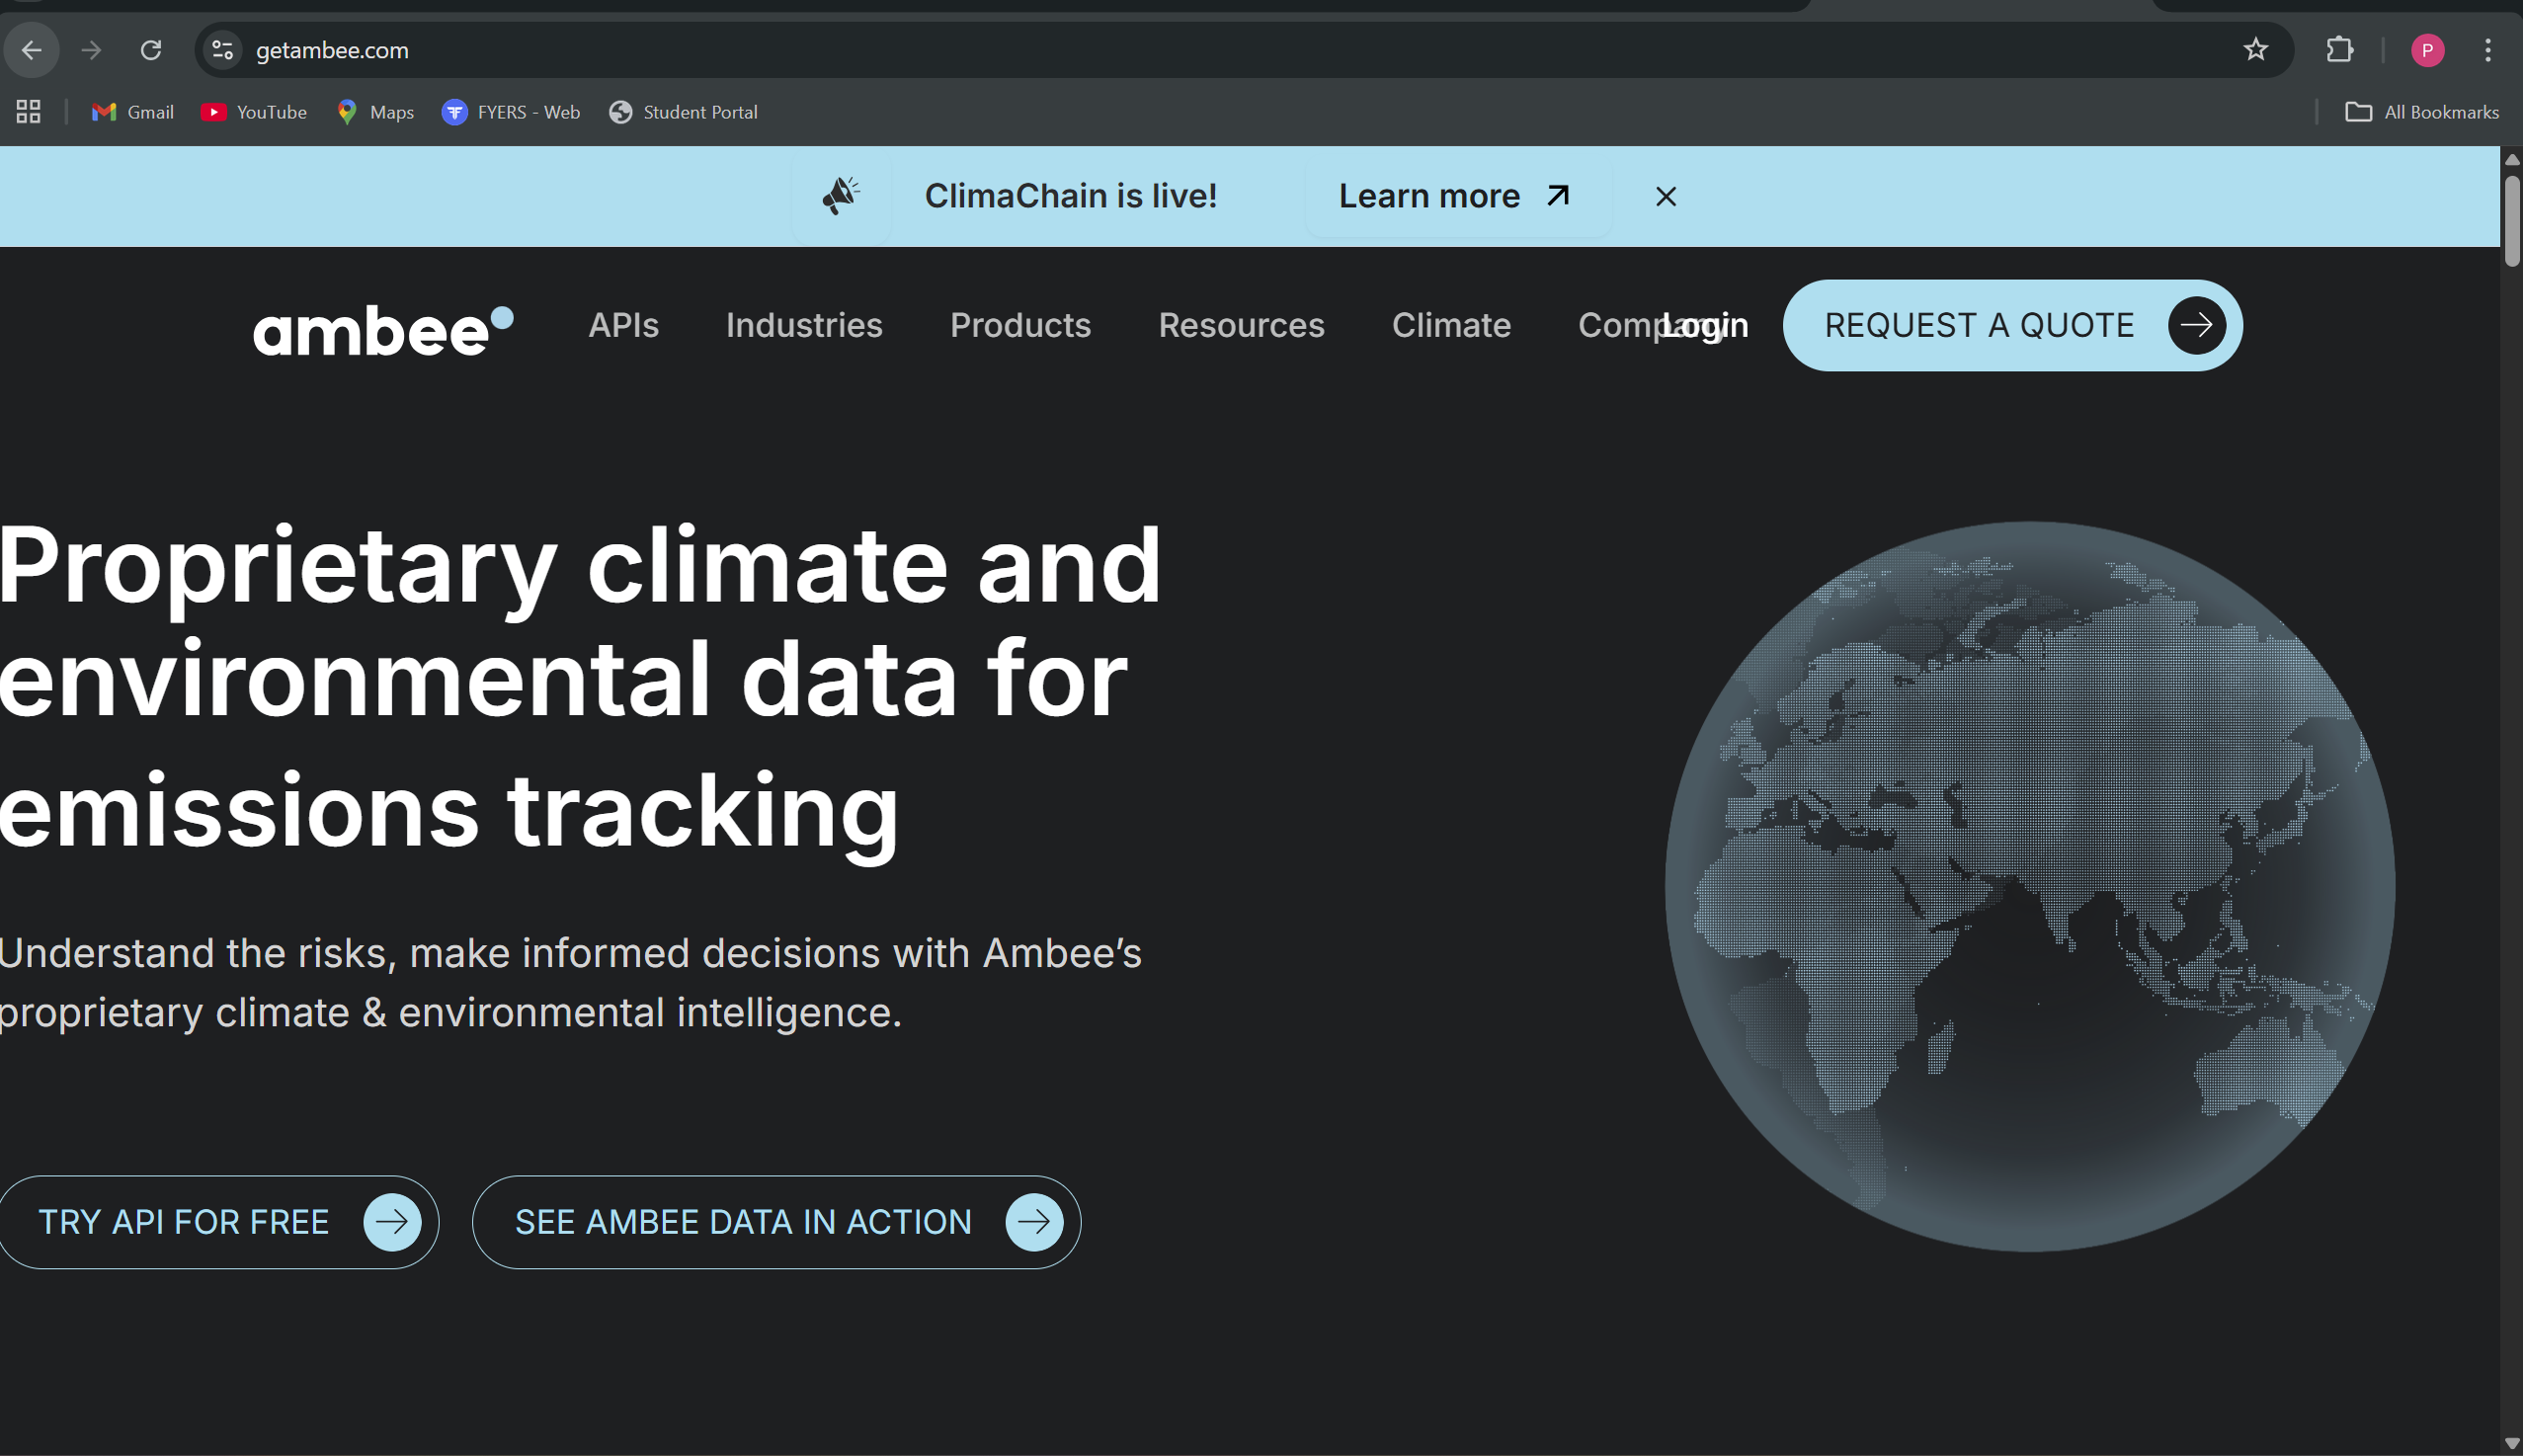 getambee.com
P
Gmail
YouTube
Maps
FYERS - Web
Student Portal
All Bookmarks
ClimaChain is live!
Learn more
ambee
APIs
Industries
Products
Resources
Climate
Company
Login
REQUEST A QUOTE
Proprietary climate and
environmental data for
emissions tracking
Understand the risks, make informed decisions with Ambee’s
proprietary climate & environmental intelligence.
TRY API FOR FREE
SEE AMBEE DATA IN ACTION